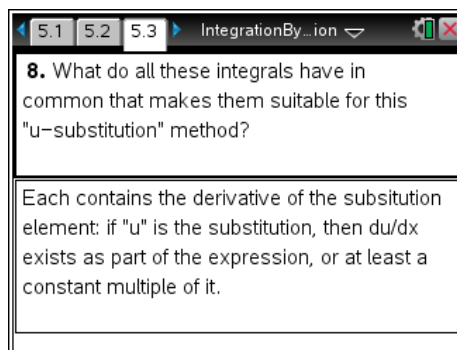 5.1 5.2 5.3 IntegrationBy...ion
8. What do all these integrals have in
common that makes them suitable for this
"u−substitution" method?
Each contains the derivative of the subsitution
element: if "u" is the substitution, then du/dx
exists as part of the expression, or at least a
constant multiple of it.